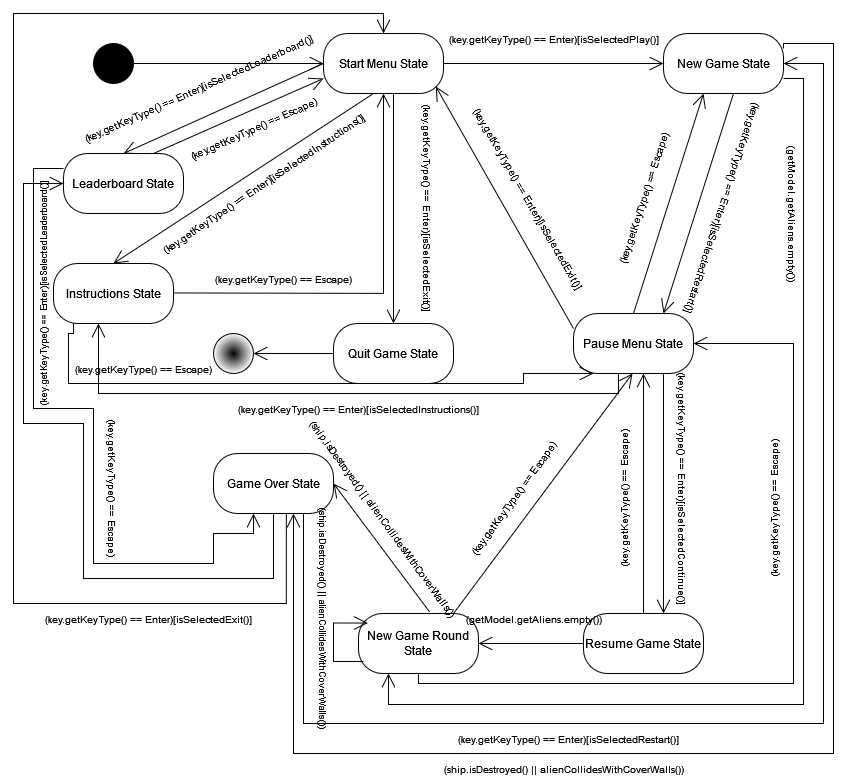 (key.getKeyType() == Enter)[isSelectedPlay()]
Start Menu State
New Game State
(key.getKeyType() == Enter)[isSelectedLeaderboard()]
(key.getKeyType() == Escape)
(key.getKeyType() == Enter)[isSelectedInstructions()]
(key.getKeyType() == Enter)[isSelectedExit()]
(key.getKeyType() == Enter)[isSelectedExit()]
(key.getKeyType() == Escape)
(key.getKeyType() == Enter)[isSelectedRestart()]
(getModel.getAliens.empty())
Leaderboard State
(key.getKeyType() == Enter)[isSelectedLeaderboard()]
Instructions State
(key.getKeyType() == Escape)
Quit Game State
Pause Menu State
(key.getKeyType() == Escape)
(key.getKeyType() == Enter)[isSelectedInstructions()]
(key.getKeyType() == Escape)
Game Over State
(ship.isDestroyed() || alienCollidesWithCoverWalls()
(key.getKeyType() == Escape)
(key.getKeyType() == Escape)
(key.getKeyType() == Enter)[isSelectedContinue()]
(key.getKeyType() == Escape)
(ship.isDestroyed() || alienCollidesWithCoverWalls())
(key.getKeyType() == Enter)[isSelectedExit()]
(getModel.getAliens.empty())
New Game Round
State
Resume Game State
(key.getKeyType() == Enter)[isSelectedRestart()]
(ship.isDestroyed() || alienCollidesWithCoverWalls())